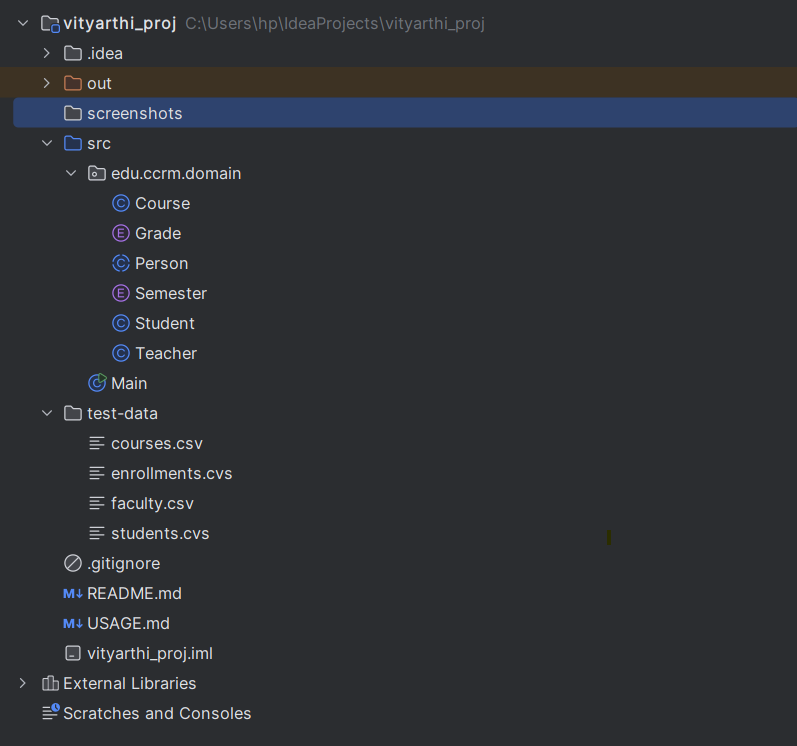 vityarthi_proj C:\Users\hp\IdeaProjects\vityarthi_proj
.idea
out
screenshots
src
edu.ccrm.domain
C Course
E Grade
C Person
E Semester
C Student
C Teacher
C Main
test-data
courses.csv
enrollments.cvs
faculty.csv
students.cvs
.gitignore
M↓ README.md
M↓ USAGE.md
vityarthi_proj.iml
External Libraries
Scratches and Consoles